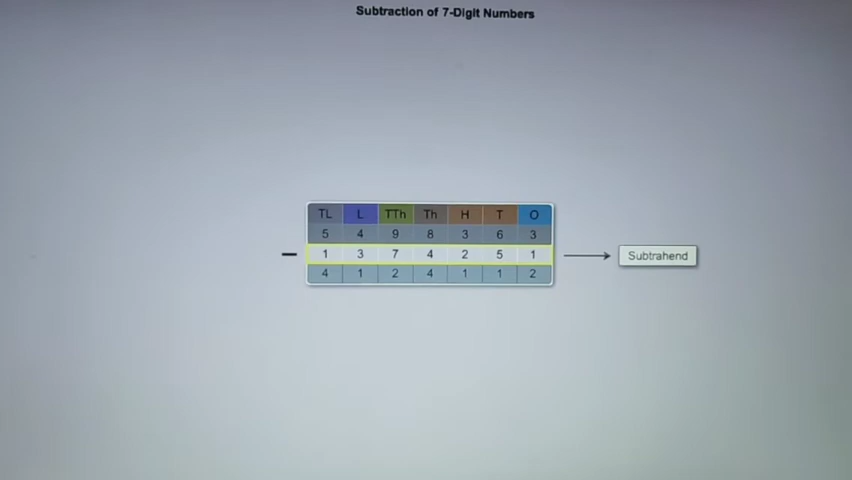 Subtraction of 7-Digit Numbers
TL L TTh Th H T O
5 4 9 8 3 6 3
− 1 3 7 4 2 5 1 Subtrahend
4 1 2 4 1 1 2